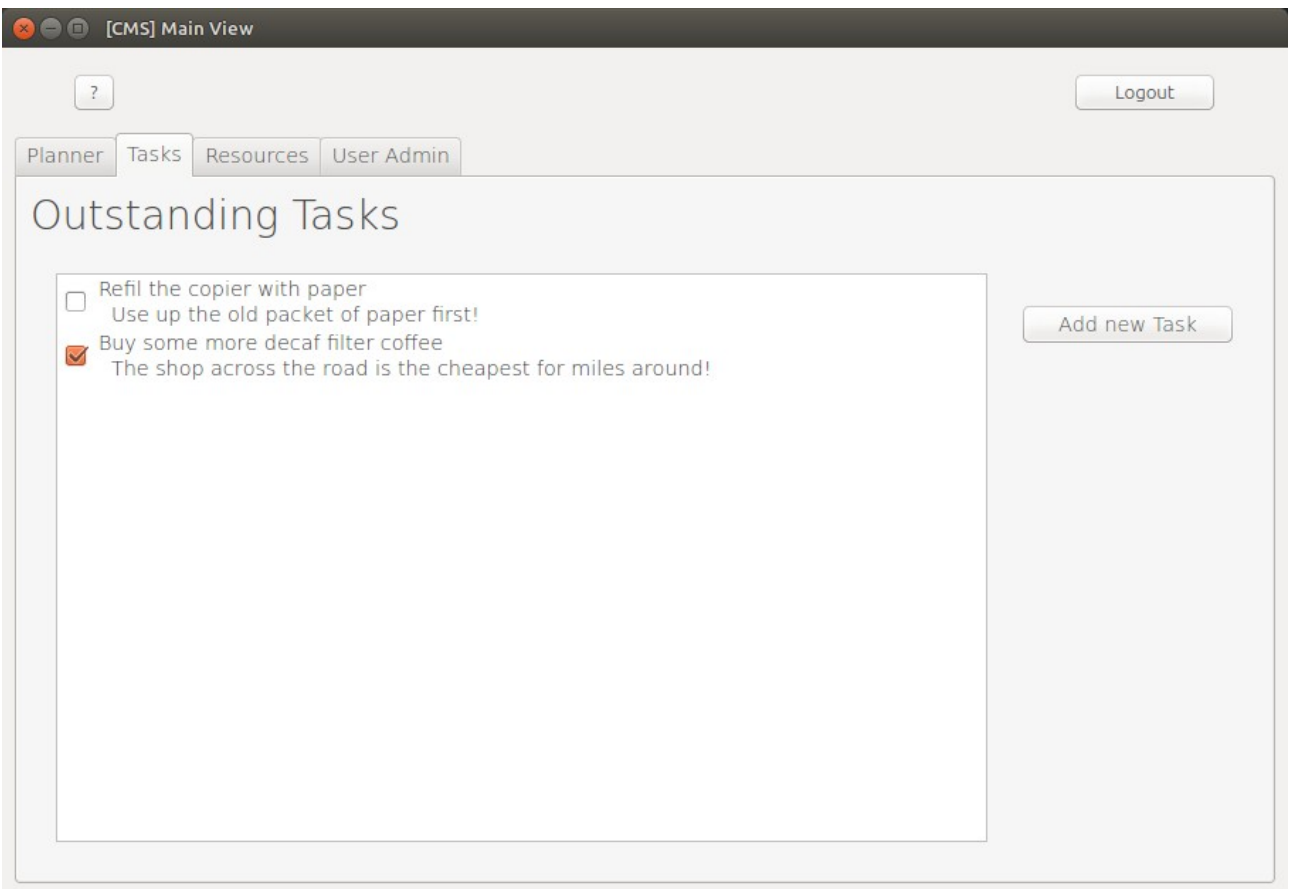 [CMS] Main View
?
Logout
Planner Tasks Resources User Admin
Outstanding Tasks
Refil the copier with paper
Use up the old packet of paper first!
Add new Task
Buy some more decaf filter coffee
The shop across the road is the cheapest for miles around!